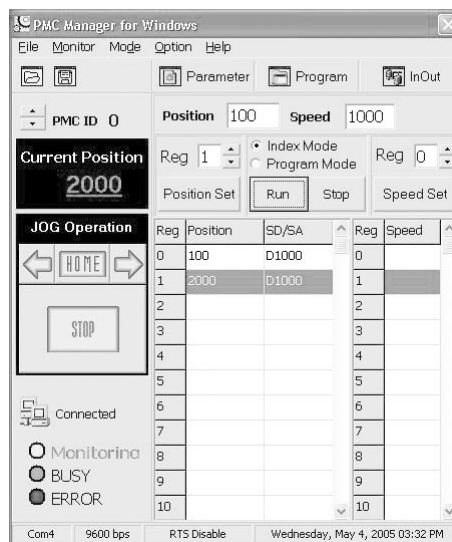 PMC Manager for Windows
File Monitor Mode Option Help
Parameter Program InOut
PMC ID 0
Position 100 Speed 1000
Current Position
2000
Reg 1
Index Mode
Program Mode
Reg 0
Position Set Run Stop Speed Set
JOG Operation
HOME
STOP
Reg Position SD/SA Reg Speed
0 100 D1000 0
1 2000 D1000 1
2 2
3 3
4 4
5 5
6 6
7 7
8 8
9 9
10 10
Connected
Monitoring
BUSY
ERROR
Com4 9600 bps RTS Disable Wednesday, May 4, 2005 03:32 PM